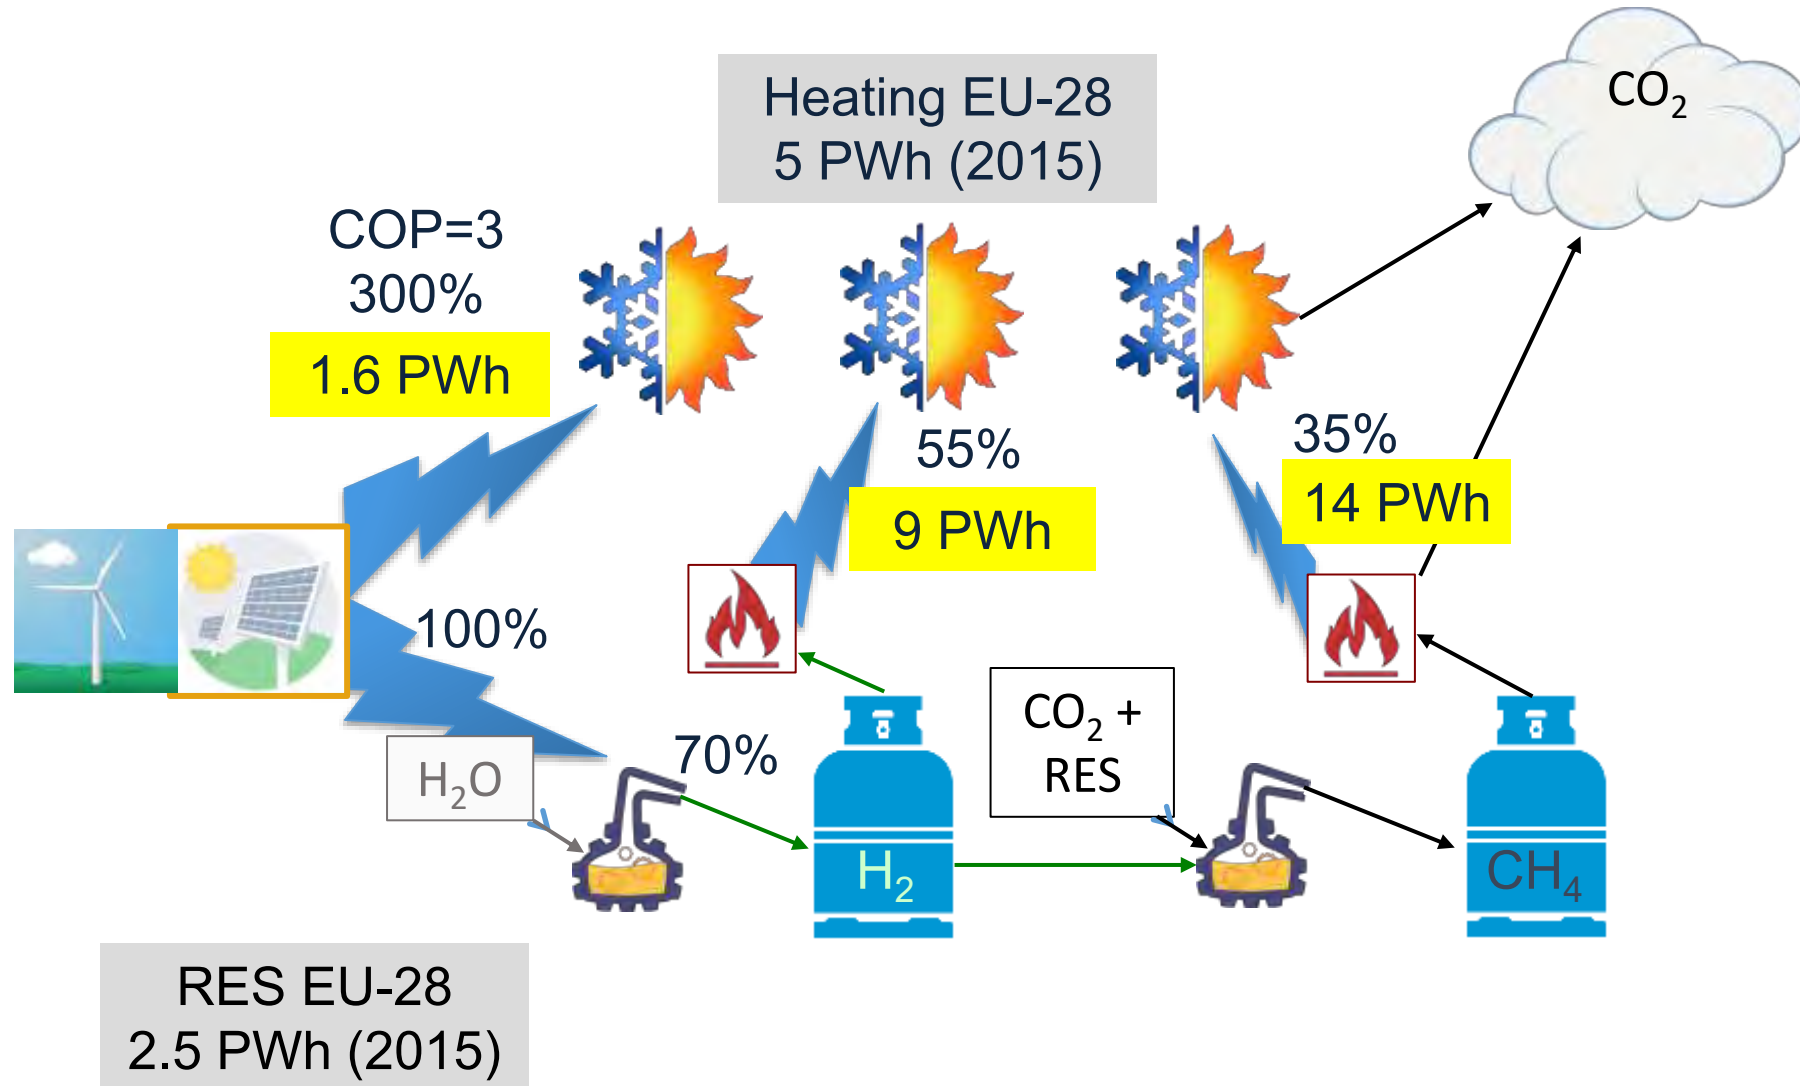 Heating EU-28
5 PWh (2015)
CO₂
COP=3
300%
1.6 PWh
55%
9 PWh
35%
14 PWh
100%
H₂O
70%
CO₂ +
RES
H₂
CH₄
RES EU-28
2.5 PWh (2015)